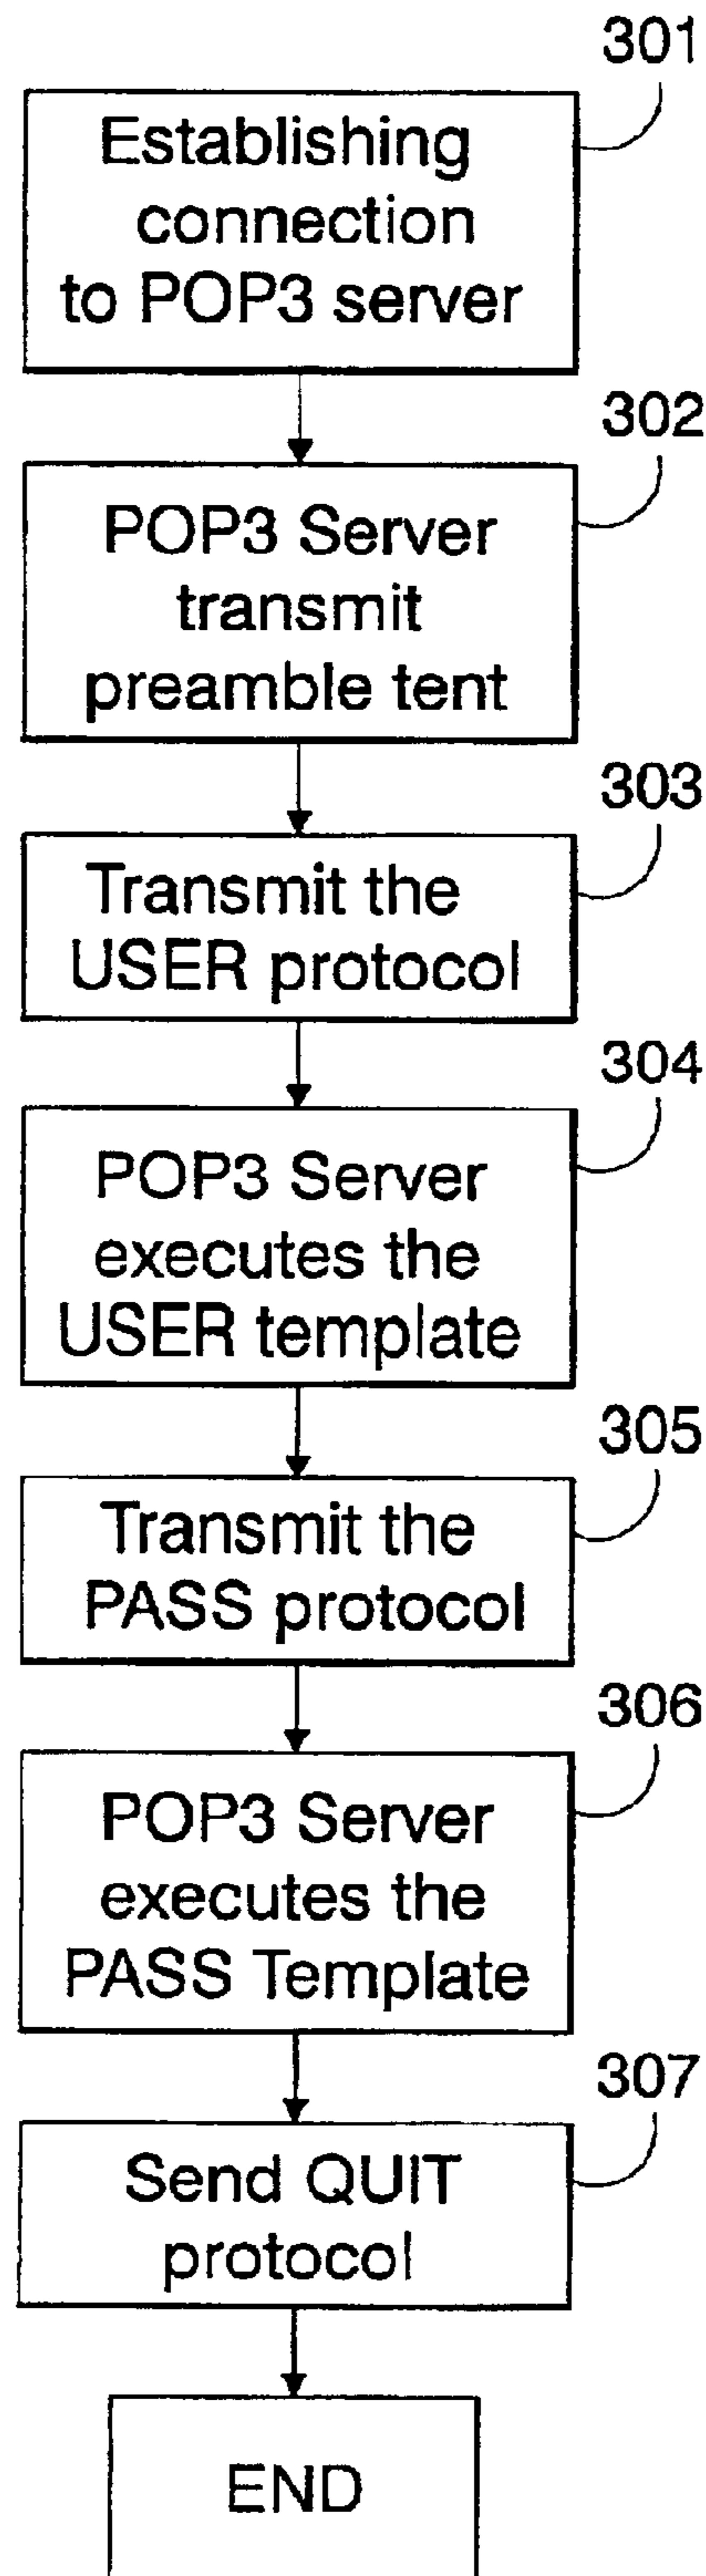 301
Establishing
connection
to POP3 server
302
POP3 Server
transmit
preamble tent
303
Transmit the
USER protocol
304
POP3 Server
executes the
USER template
305
Transmit the
PASS protocol
306
POP3 Server
executes the
PASS Template
307
Send QUIT
protocol
END